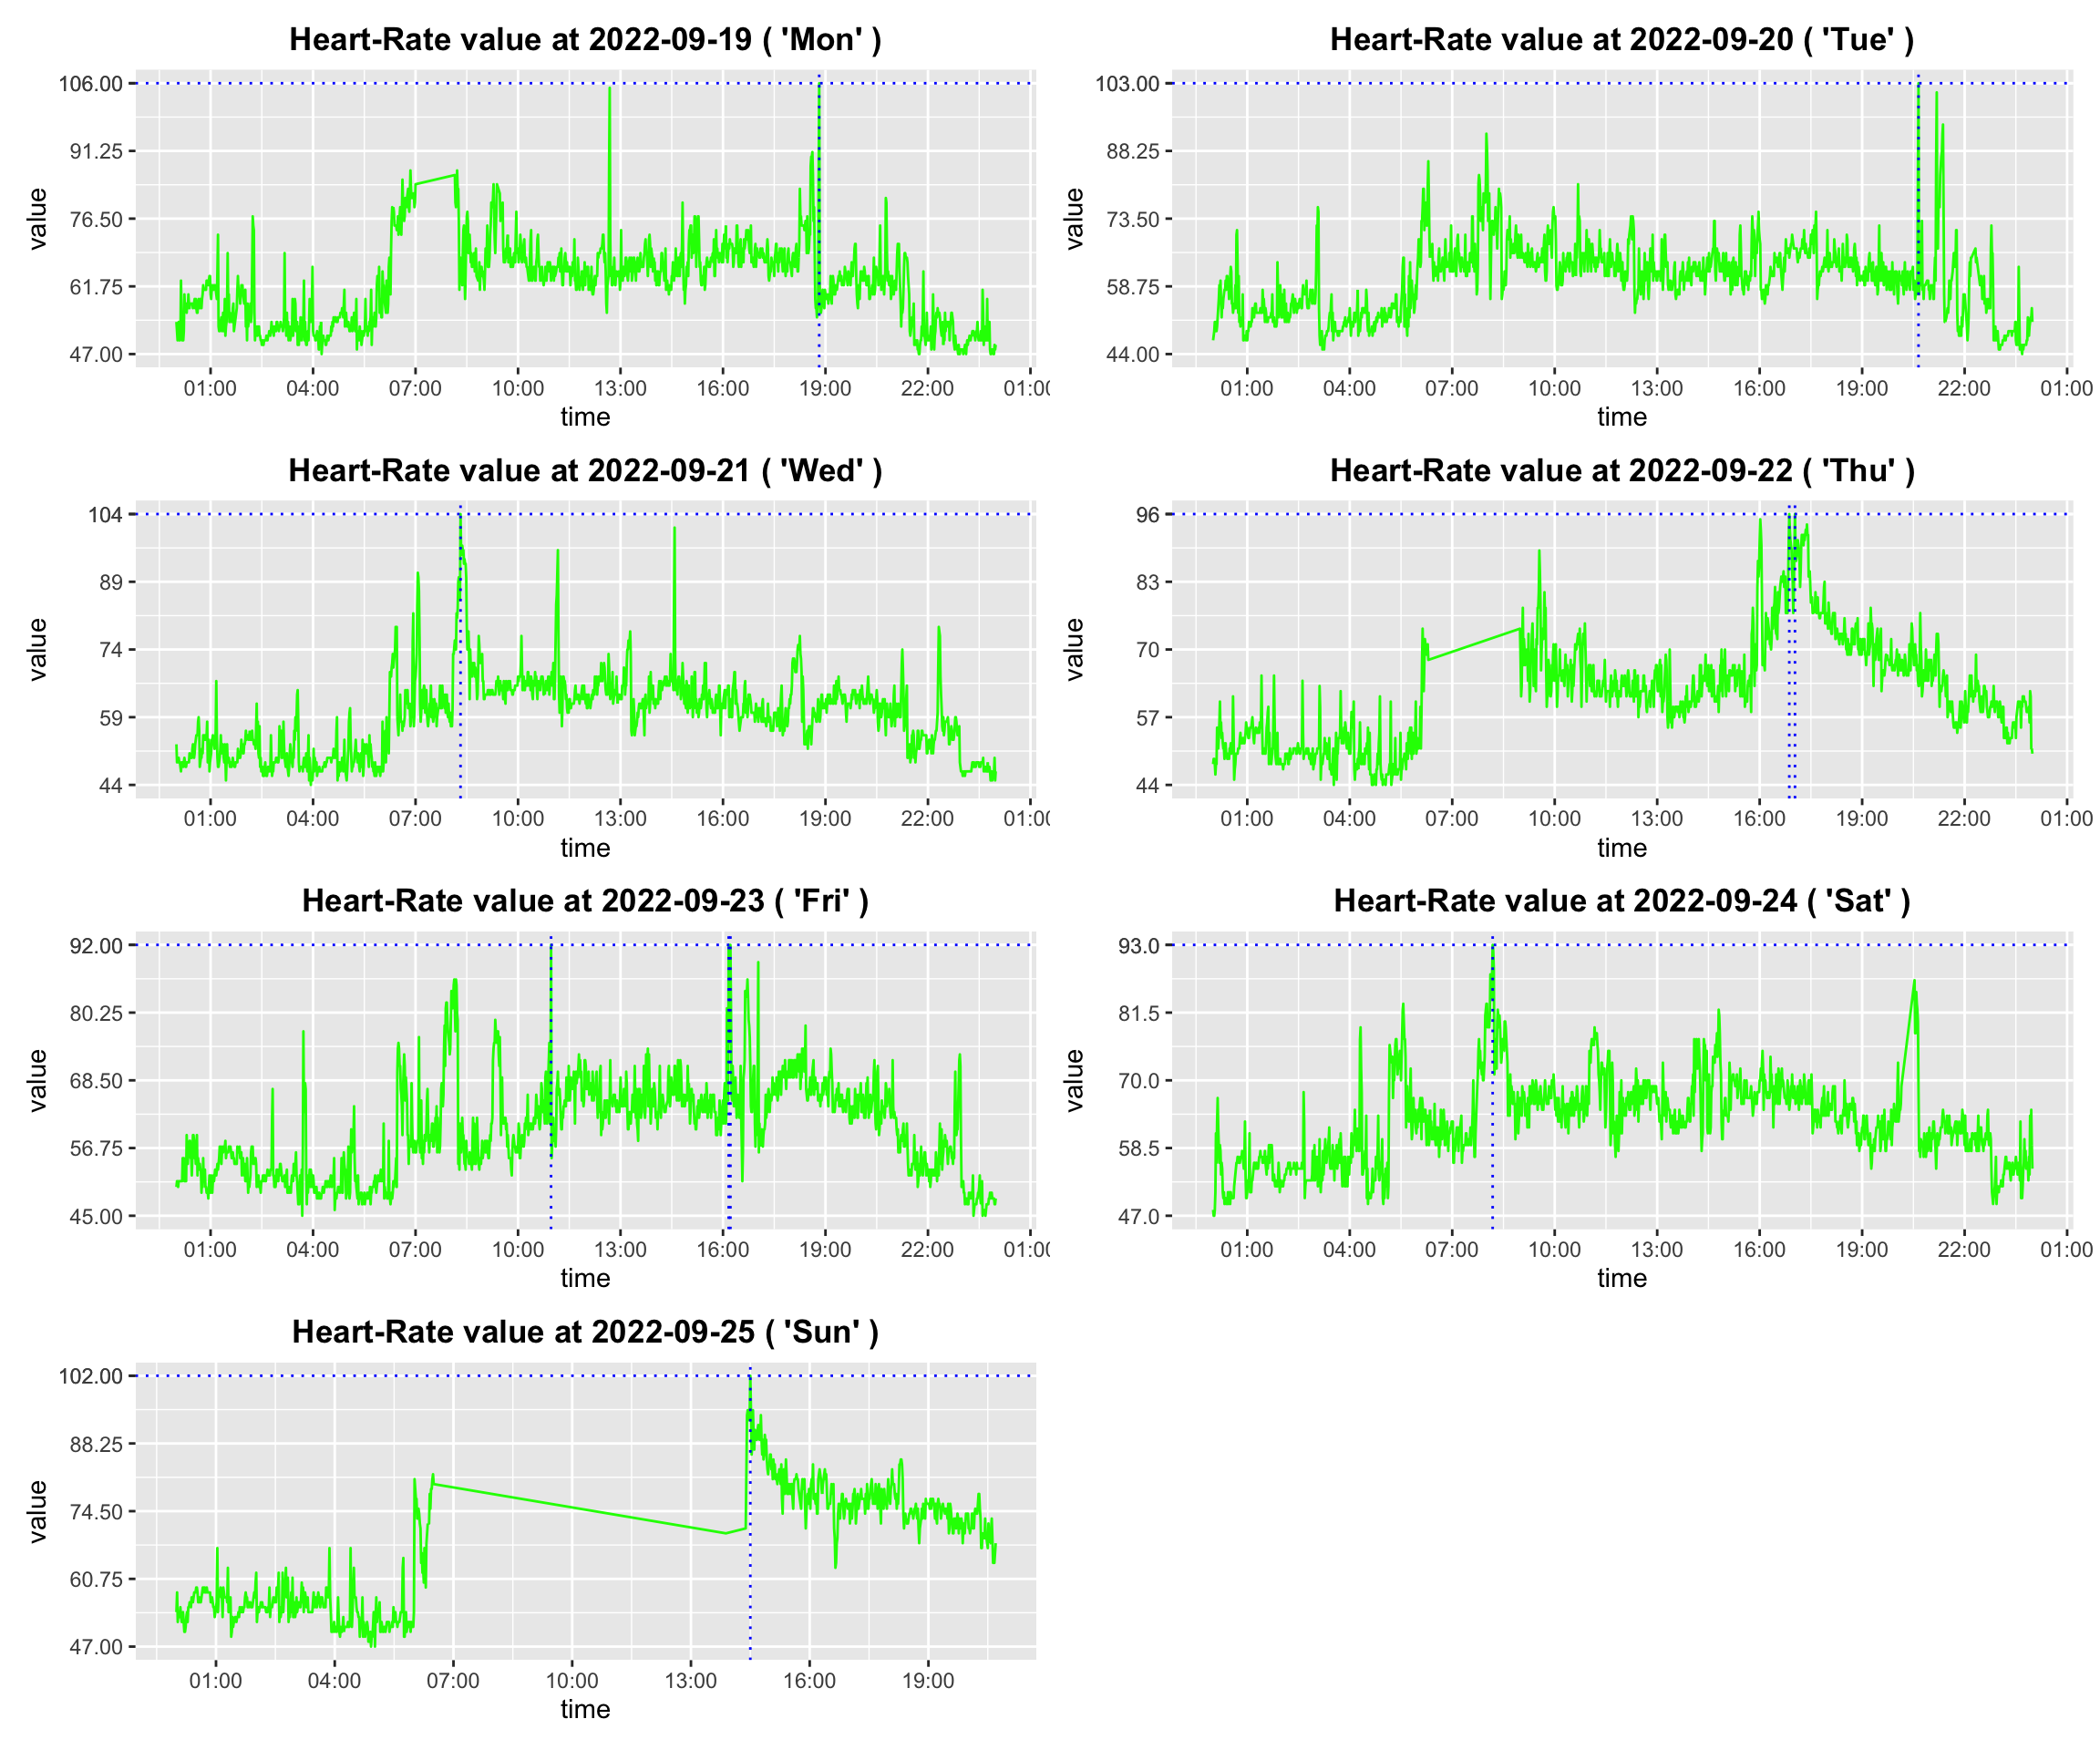 Heart-Rate value at 2022-09-19 ( 'Mon' )
value
106.00
91.25
76.50
61.75
47.00
01:00 04:00 07:00 10:00 13:00 16:00 19:00 22:00 01:00
time
Heart-Rate value at 2022-09-20 ( 'Tue' )
value
103.00
88.25
73.50
58.75
44.00
01:00 04:00 07:00 10:00 13:00 16:00 19:00 22:00 01:00
time
Heart-Rate value at 2022-09-21 ( 'Wed' )
value
104
89
74
59
44
01:00 04:00 07:00 10:00 13:00 16:00 19:00 22:00 01:00
time
Heart-Rate value at 2022-09-22 ( 'Thu' )
value
96
83
70
57
44
01:00 04:00 07:00 10:00 13:00 16:00 19:00 22:00 01:00
time
Heart-Rate value at 2022-09-23 ( 'Fri' )
value
92.00
80.25
68.50
56.75
45.00
01:00 04:00 07:00 10:00 13:00 16:00 19:00 22:00 01:00
time
Heart-Rate value at 2022-09-24 ( 'Sat' )
value
93.0
81.5
70.0
58.5
47.0
01:00 04:00 07:00 10:00 13:00 16:00 19:00 22:00 01:00
time
Heart-Rate value at 2022-09-25 ( 'Sun' )
value
102.00
88.25
74.50
60.75
47.00
01:00 04:00 07:00 10:00 13:00 16:00 19:00
time